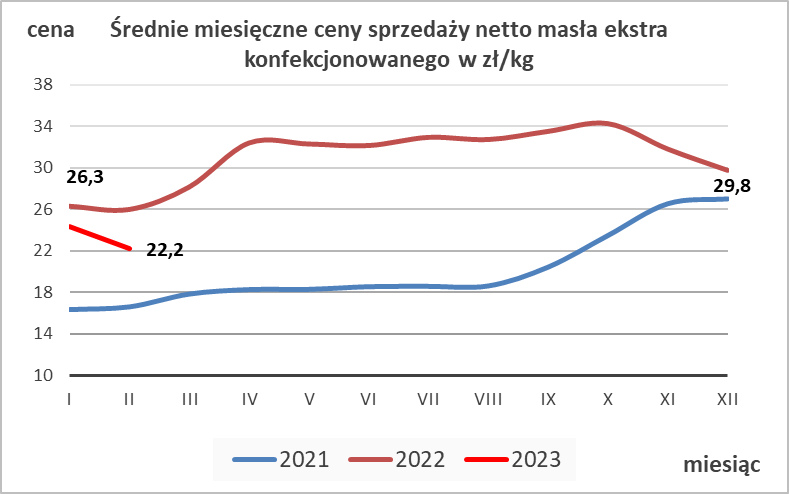 cena Średnie miesięczne ceny sprzedaży netto masła ekstra
konfekcjonowanego w zł/kg
38
34
30
26,3
29,8
26
22
22,2
18
14
10
I II III IV V VI VII VIII IX X XI XII
2021 2022 2023
miesiąc